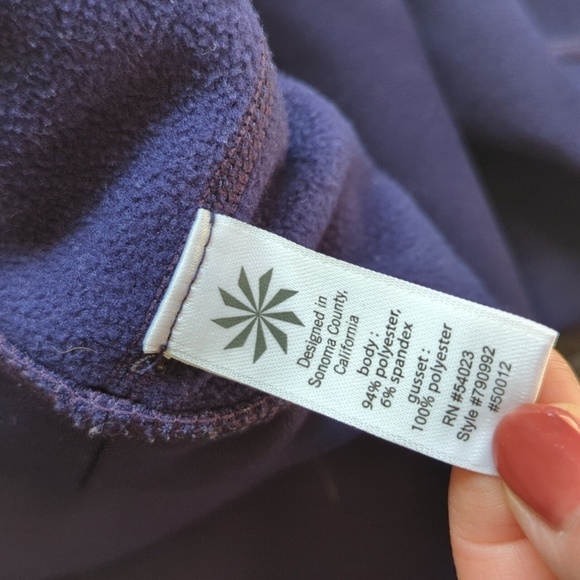 Designed in
Sonoma County,
California
body :
94% polyester,
6% spandex
gusset :
100% polyester
RN #54023
Style #790992
#50012